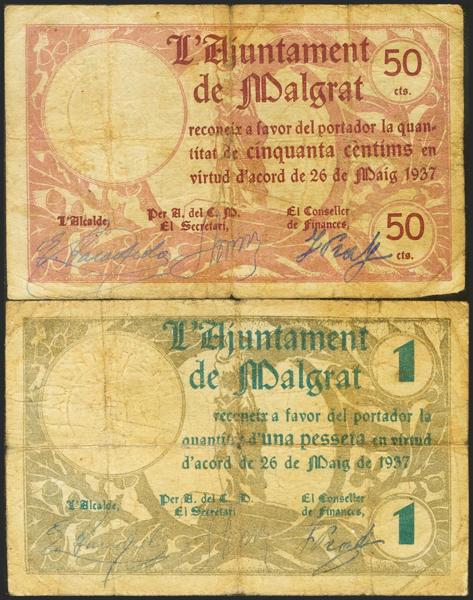 L'Ajuntament
de Malgrat
50
cts.
reconeix a favor del portador la quan-
titat de cinquanta cèntims en
virtud d'acord de 26 de Maig 1937
L'Alcalde,
Per A. del C. M.
El Secretari,
El Conseller
de Finances,
50
cts.
L'Ajuntament
de Malgrat
1
reconeix a favor del portador la
quantitat d'una pesseta en virtud
d'acord de 26 de Maig de 1937
L'Alcalde,
Per A. del C. M.
El Secretari
El Conseller
de Finances,
1